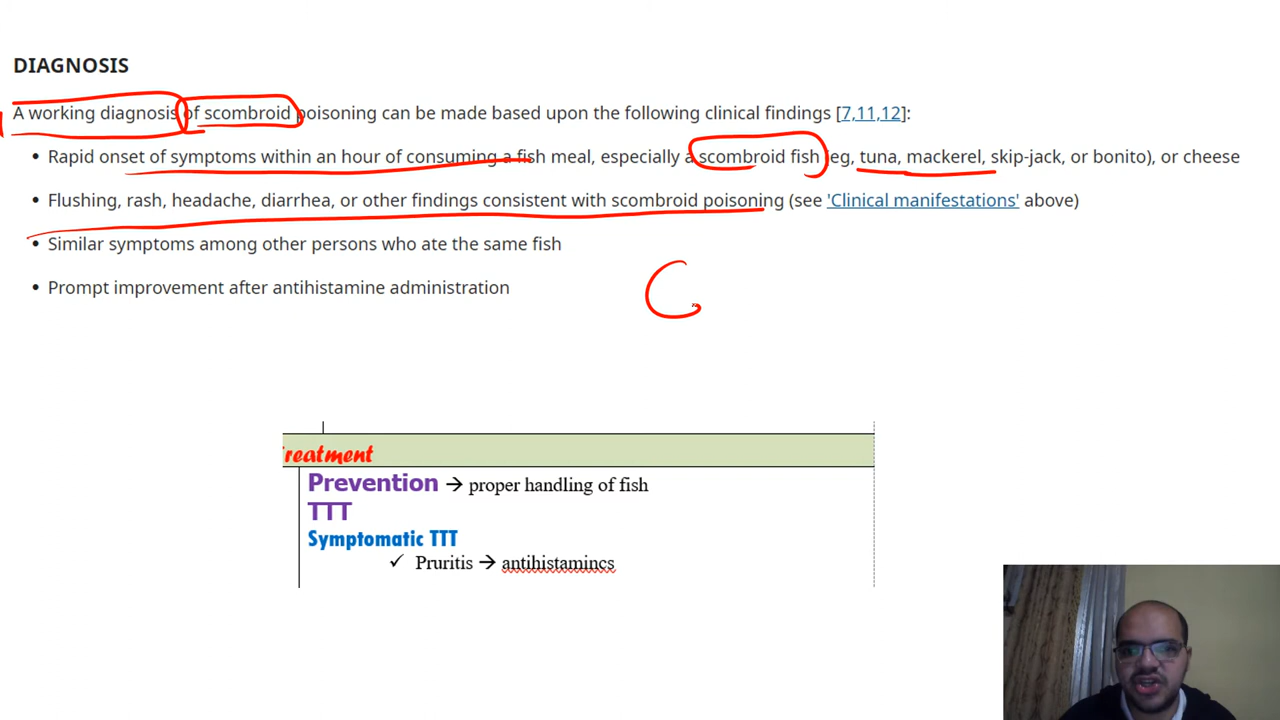 DIAGNOSIS
A working diagnosis of scombroid poisoning can be made based upon the following clinical findings [7,11,12]:
• Rapid onset of symptoms within an hour of consuming a fish meal, especially a scombroid fish (eg, tuna, mackerel, skip-jack, or bonito), or cheese
• Flushing, rash, headache, diarrhea, or other findings consistent with scombroid poisoning (see 'Clinical manifestations' above)
• Similar symptoms among other persons who ate the same fish
• Prompt improvement after antihistamine administration
Treatment
Prevention → proper handling of fish
TTT
Symptomatic TTT
✓ Pruritis → antihistamincs